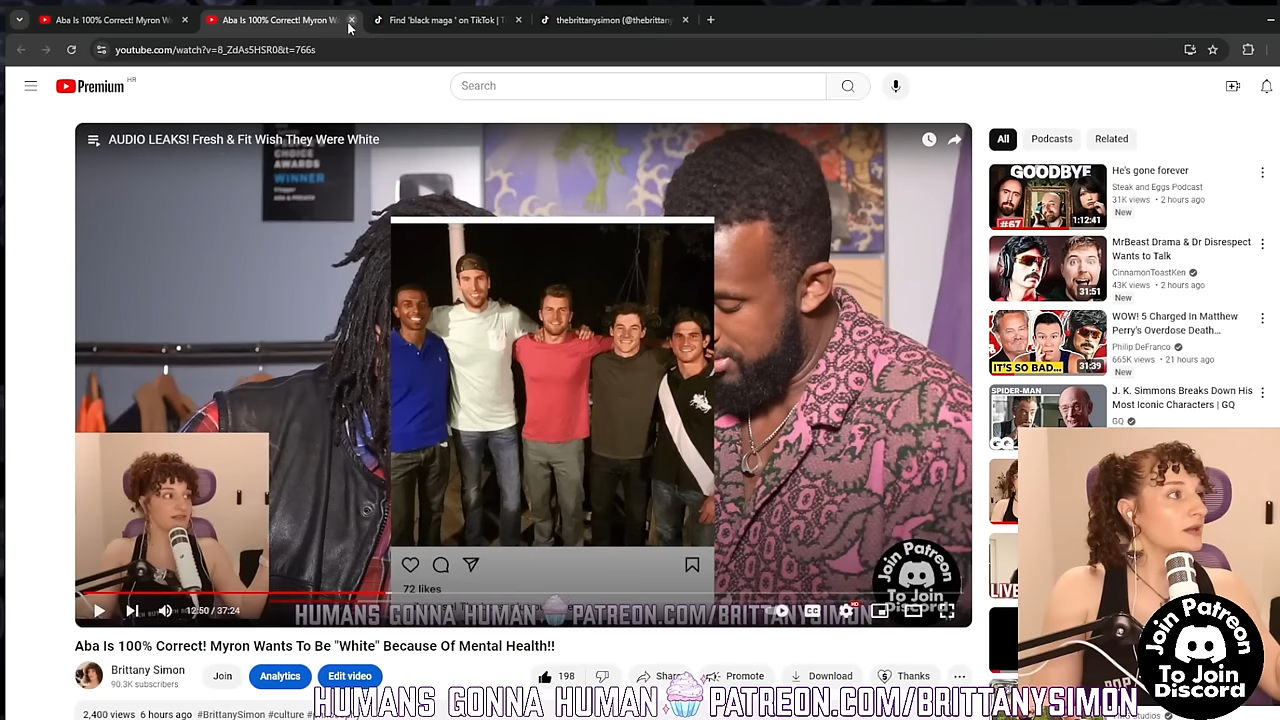 Aba Is 100% Correct! Myron W
Aba Is 100% Correct! Myron W
Find 'black maga ' on TikTok | T
thebrittanysimon (@thebrittany
youtube.com/watch?v=8_ZdAs5HSR0&t=766s
Premium HR
Search
AUDIO LEAKS! Fresh & Fit Wish They Were White
CHOICE
AWARDS
WINNER
72 likes
12:50 / 37:24
HUMANS GONNA HUMAN PATREON.COM/BRITTANYSIMON
Join Patreon
To Join
Discord
Aba Is 100% Correct! Myron Wants To Be "White" Because Of Mental Health!!
Brittany Simon
90.3K subscribers
Join
Analytics
Edit video
198
Share
Promote
Download
Thanks
2,400 views 6 hours ago #BrittanySimon #culture
HUMANS GONNA HUMAN PATREON.COM/BRITTANYSIMON
All
Podcasts
Related
GOODBYE
#67
1:12:41
He's gone forever
Steak and Eggs Podcast
31K views • 2 hours ago
New
31:51
MrBeast Drama & Dr Disrespect
Wants to Talk
CinnamonToastKen
43K views • 2 hours ago
New
IT'S SO BAD...
31:39
WOW! 5 Charged In Matthew
Perry's Overdose Death...
Philip DeFranco
665K views • 21 hours ago
New
SPIDER-MAN
GQ
J. K. Simmons Breaks Down His
Most Iconic Characters | GQ
GQ
LIVE
Join Patreon
To Join
Discord
Studios